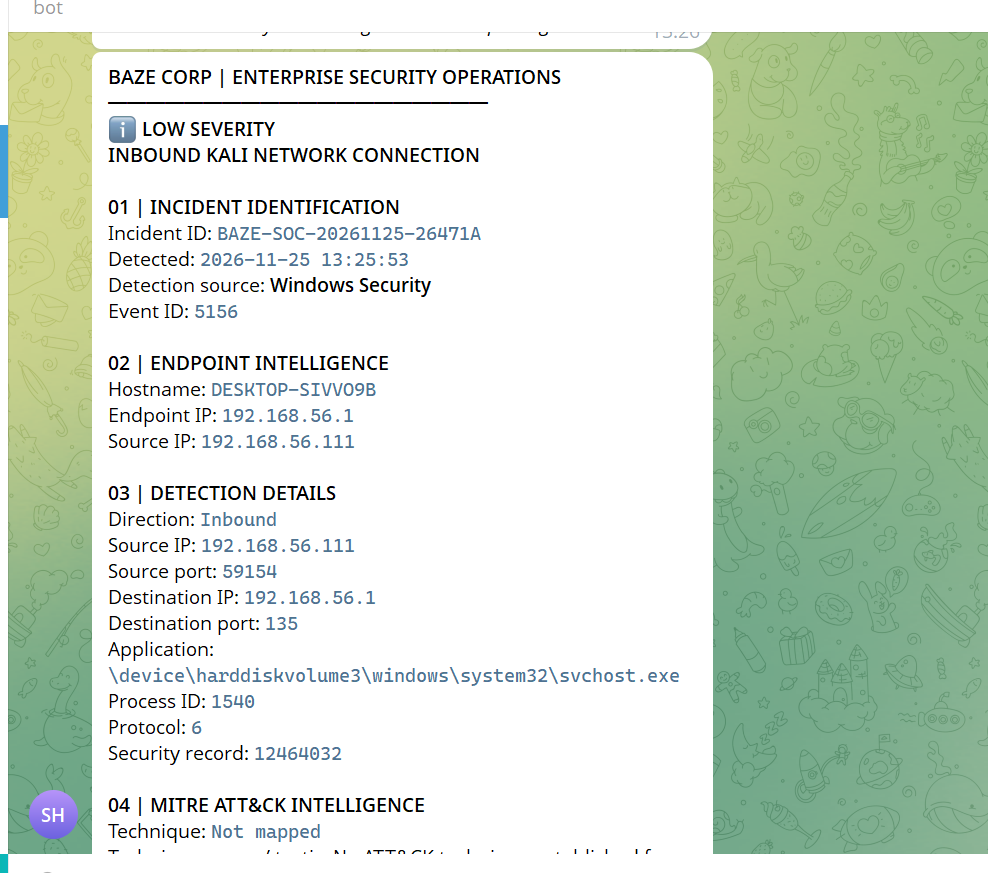 bot
BAZE CORP | ENTERPRISE SECURITY OPERATIONS
LOW SEVERITY
INBOUND KALI NETWORK CONNECTION
01 | INCIDENT IDENTIFICATION
Incident ID: BAZE-SOC-20261125-26471A
Detected: 2026-11-25 13:25:53
Detection source: Windows Security
Event ID: 5156
02 | ENDPOINT INTELLIGENCE
Hostname: DESKTOP-SIVVO9B
Endpoint IP: 192.168.56.1
Source IP: 192.168.56.111
03 | DETECTION DETAILS
Direction: Inbound
Source IP: 192.168.56.111
Source port: 59154
Destination IP: 192.168.56.1
Destination port: 135
Application:
\device\harddiskvolume3\windows\system32\svchost.exe
Process ID: 1540
Protocol: 6
Security record: 12464032
04 | MITRE ATT&CK INTELLIGENCE
SH
Technique: Not mapped